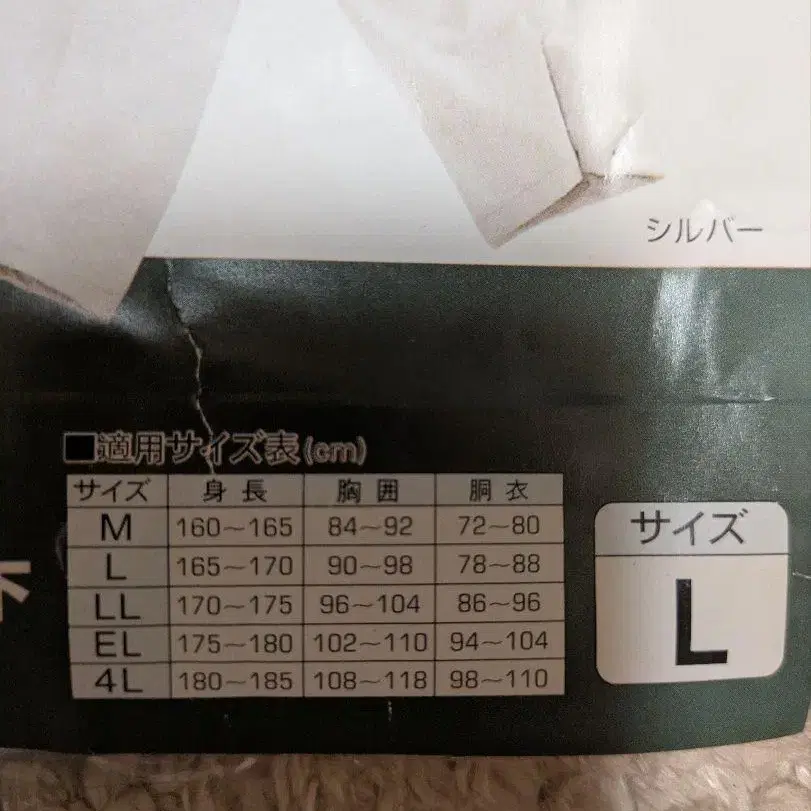 シルバー
■適用サイズ表(cm)
サイズ 身長 胸囲 胴衣
M 160～165 84～92 72～80
L 165～170 90～98 78～88
LL 170～175 96～104 86～96
EL 175～180 102～110 94～104
4L 180～185 108～118 98～110
サイズ
L